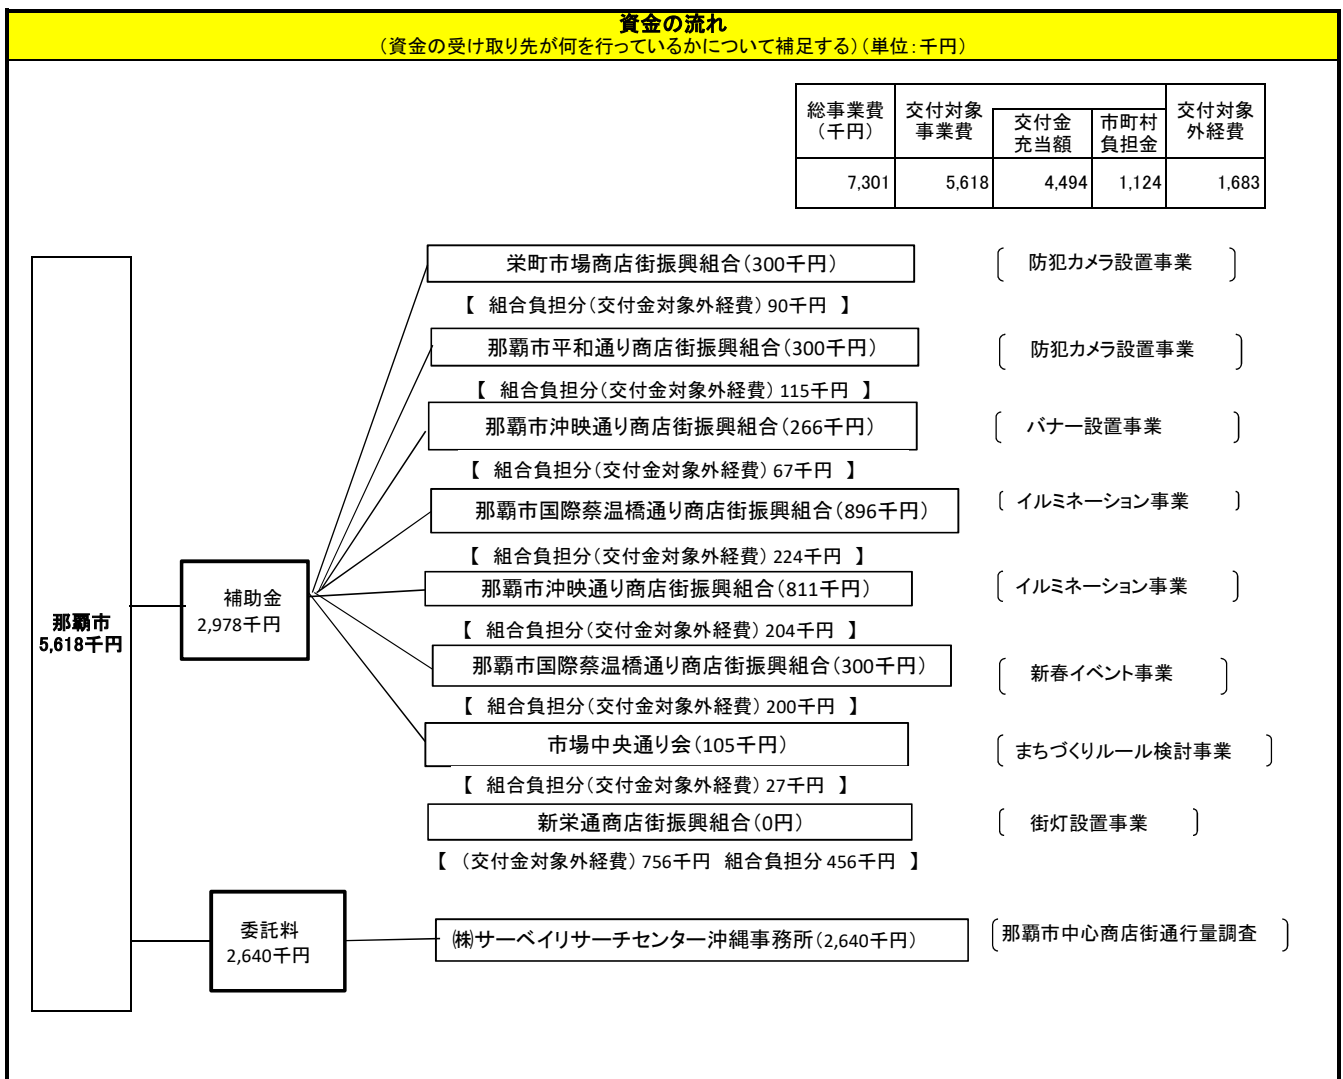 資金の流れ
（資金の受け取り先が何を行っているかについて補足する）（単位：千円）
総事業費
（千円）
交付対象
事業費
交付金
充当額
市町村
負担金
交付対象
外経費
7,301 5,618 4,494 1,124 1,683
栄町市場商店街振興組合（300千円） 防犯カメラ設置事業
【 組合負担分（交付金対象外経費）90千円 】
那覇市平和通り商店街振興組合（300千円） 防犯カメラ設置事業
【 組合負担分（交付金対象外経費）115千円 】
那覇市沖映通り商店街振興組合（266千円） バナー設置事業
【 組合負担分（交付金対象外経費）67千円 】
那覇市国際蔡温橋通り商店街振興組合（896千円） イルミネーション事業
【 組合負担分（交付金対象外経費）224千円 】
那覇市沖映通り商店街振興組合（811千円） イルミネーション事業
【 組合負担分（交付金対象外経費）204千円 】
那覇市国際蔡温橋通り商店街振興組合（300千円） 新春イベント事業
【 組合負担分（交付金対象外経費）200千円 】
市場中央通り会（105千円） まちづくりルール検討事業
【 組合負担分（交付金対象外経費）27千円 】
新栄通商店街振興組合（0円） 街灯設置事業
【 （交付金対象外経費）756千円 組合負担分 456千円 】
補助金
2,978千円
那覇市
5,618千円
委託料
2,640千円
㈱サーベイリサーチセンター沖縄事務所（2,640千円） 那覇市中心商店街通行量調査